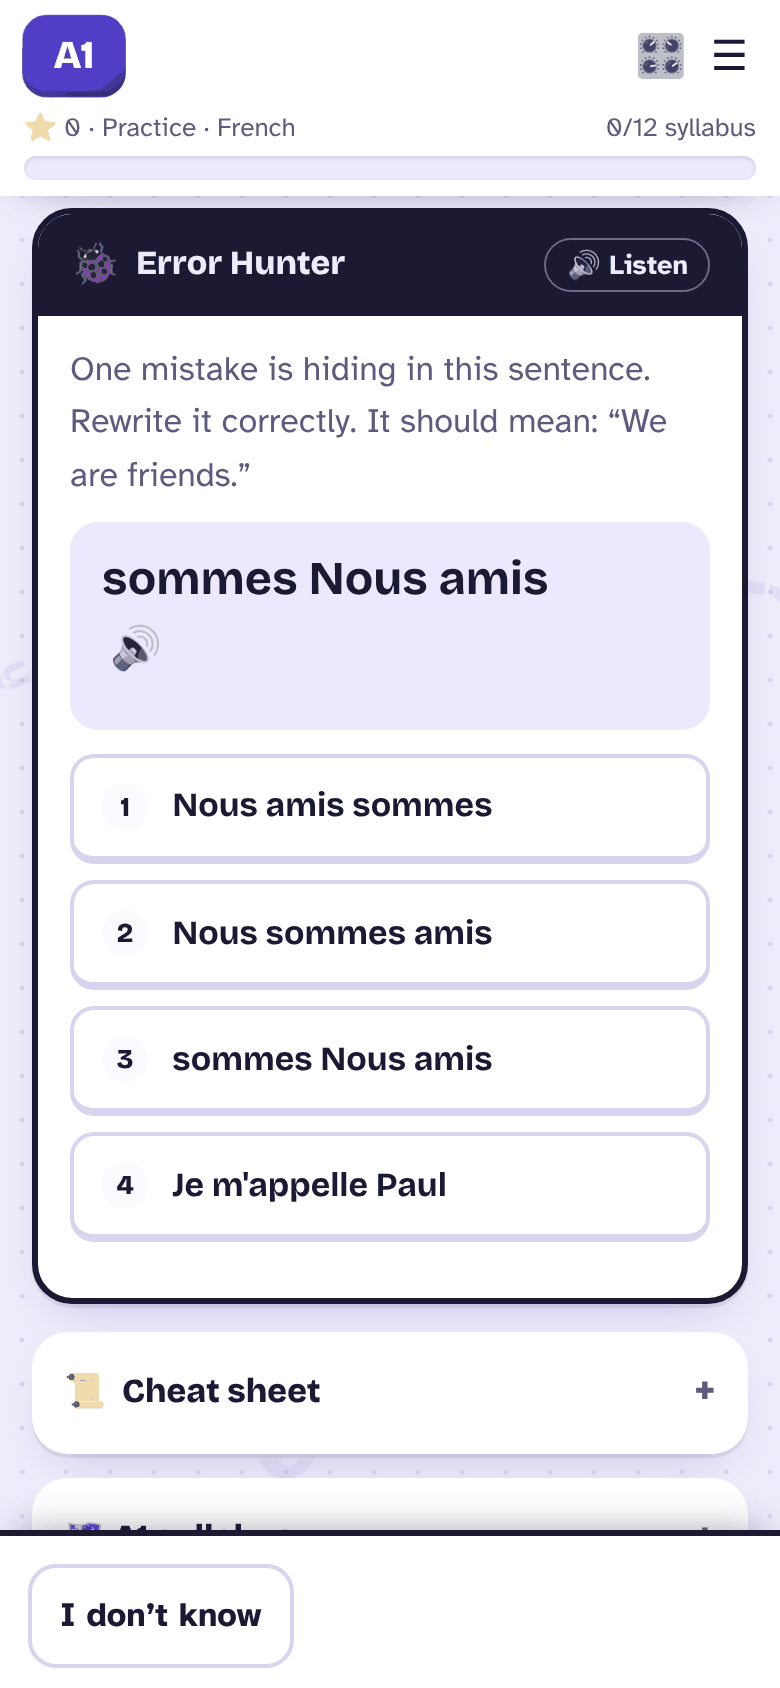 A1
☰
0 · Practice · French
0/12 syllabus
Error Hunter
Listen
One mistake is hiding in this sentence.
Rewrite it correctly. It should mean: “We
are friends.”
sommes Nous amis
1 Nous amis sommes
2 Nous sommes amis
3 sommes Nous amis
4 Je m'appelle Paul
Cheat sheet +
I don’t know